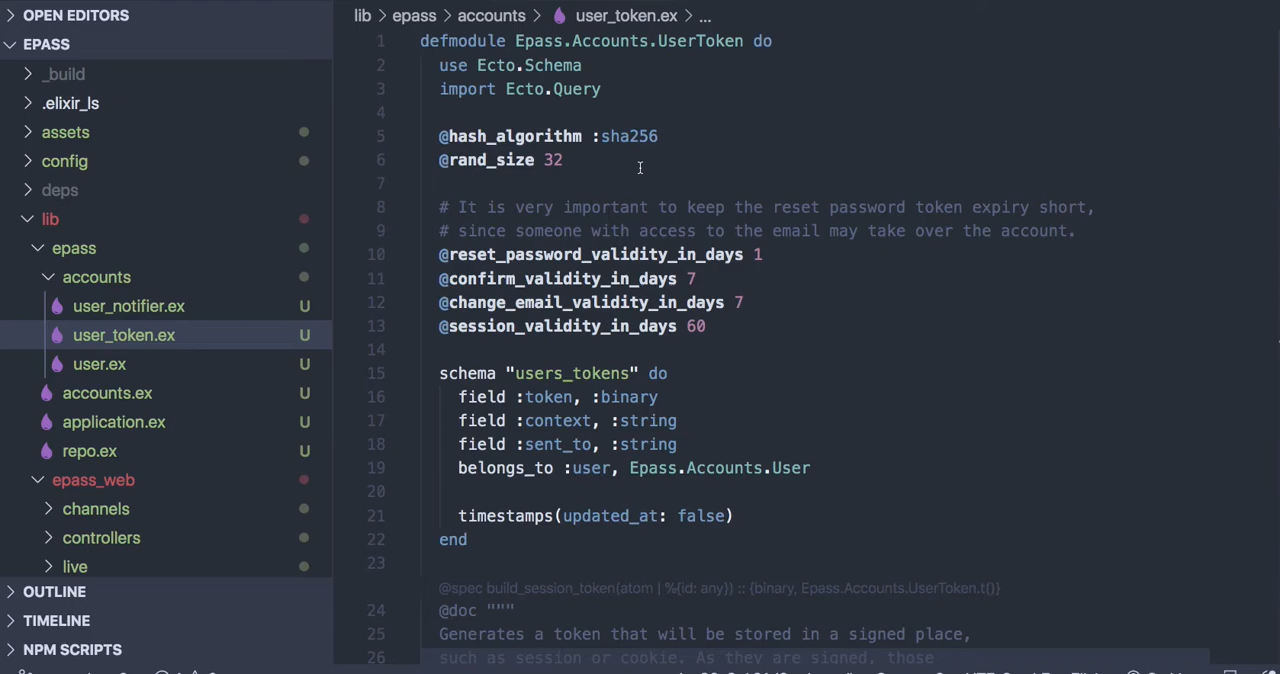 OPEN EDITORS
EPASS
_build
.elixir_ls
assets
config
deps
lib
epass
accounts
user_notifier.ex U
user_token.ex U
user.ex U
accounts.ex U
application.ex U
repo.ex U
epass_web
channels
controllers
live
OUTLINE
TIMELINE
NPM SCRIPTS
lib > epass > accounts > user_token.ex > ...
1 defmodule Epass.Accounts.UserToken do
2 use Ecto.Schema
3 import Ecto.Query
4
5 @hash_algorithm :sha256
6 @rand_size 32
7
8 # It is very important to keep the reset password token expiry short,
9 # since someone with access to the email may take over the account.
10 @reset_password_validity_in_days 1
11 @confirm_validity_in_days 7
12 @change_email_validity_in_days 7
13 @session_validity_in_days 60
14
15 schema "users_tokens" do
16 field :token, :binary
17 field :context, :string
18 field :sent_to, :string
19 belongs_to :user, Epass.Accounts.User
20
21 timestamps(updated_at: false)
22 end
23
@spec build_session_token(atom | %{id: any}) :: {binary, Epass.Accounts.UserToken.t()}
24 @doc """
25 Generates a token that will be stored in a signed place,
26 such as session or cookie. As they are signed, those